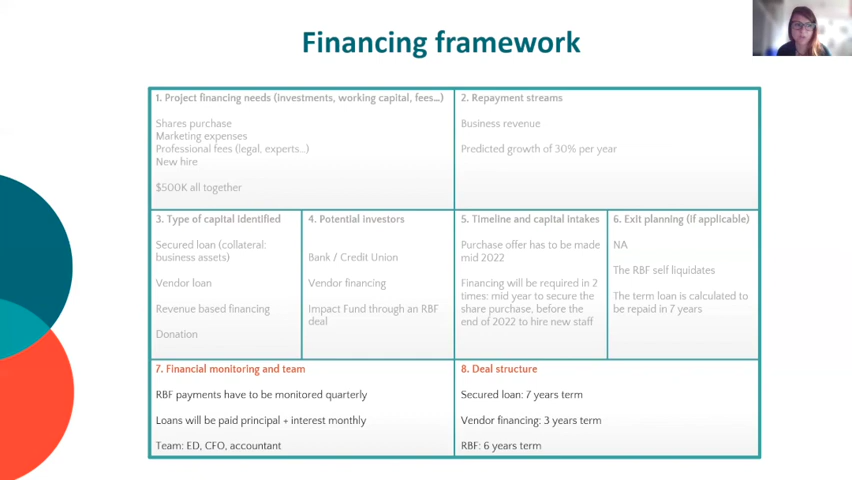 Financing framework
1. Project financing needs (investments, working capital, fees...)
Shares purchase
Marketing expenses
Professional fees (legal, experts...)
New hire
$500K all together
2. Repayment streams
Business revenue
Predicted growth of 30% per year
3. Type of capital identified
Secured loan (collateral:
business assets)
Vendor loan
Revenue based financing
Donation
4. Potential investors
Bank / Credit Union
Vendor financing
Impact Fund through an RBF
deal
5. Timeline and capital intakes
Purchase offer has to be made
mid 2022
Financing will be required in 2
times: mid year to secure the
share purchase, before the
end of 2022 to hire new staff
6. Exit planning (if applicable)
NA
The RBF self liquidates
The term loan is calculated to
be repaid in 7 years
7. Financial monitoring and team
RBF payments have to be monitored quarterly
Loans will be paid principal + interest monthly
Team: ED, CFO, accountant
8. Deal structure
Secured loan: 7 years term
Vendor financing: 3 years term
RBF: 6 years term